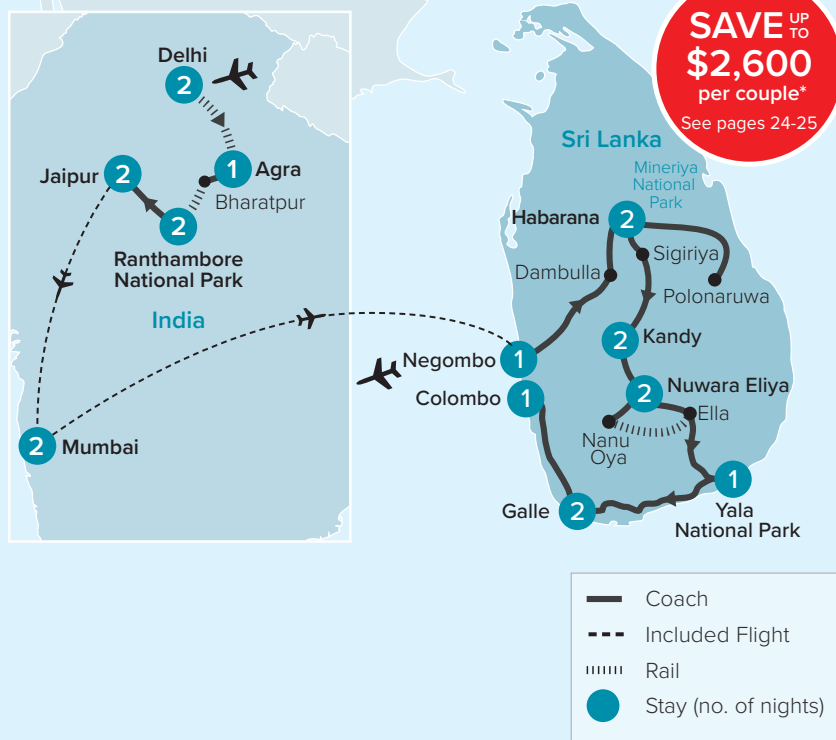 Delhi
2
1
Agra
Bharatpur
Jaipur
2
2
Ranthambore
National Park
India
2
Mumbai
SAVE UP TO
$2,600
per couple*
See pages 24-25
Sri Lanka
Mineriya
National
Park
Habarana
2
Sigiriya
Dambulla
Polonaruwa
2
Kandy
Negombo
1
Colombo
1
2
Nuwara Eliya
Ella
Nanu
Oya
1
Yala
National Park
Galle
2
Coach
Included Flight
Rail
Stay (no. of nights)